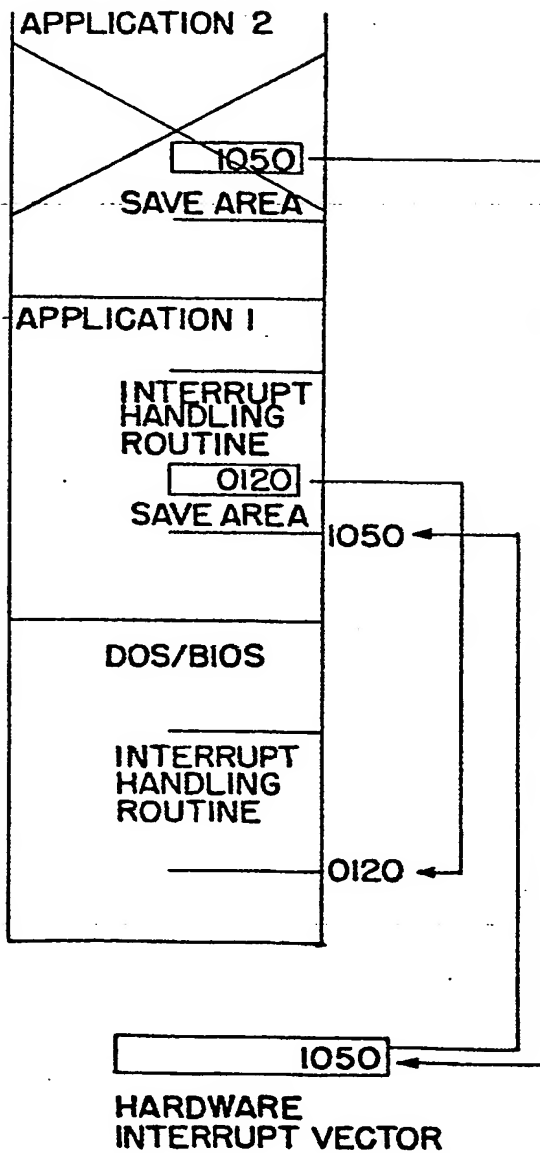 APPLICATION 2
1050
SAVE AREA
APPLICATION 1
INTERRUPT
HANDLING
ROUTINE
0120
SAVE AREA
1050
DOS/BIOS
INTERRUPT
HANDLING
ROUTINE
0120
1050
HARDWARE
INTERRUPT VECTOR